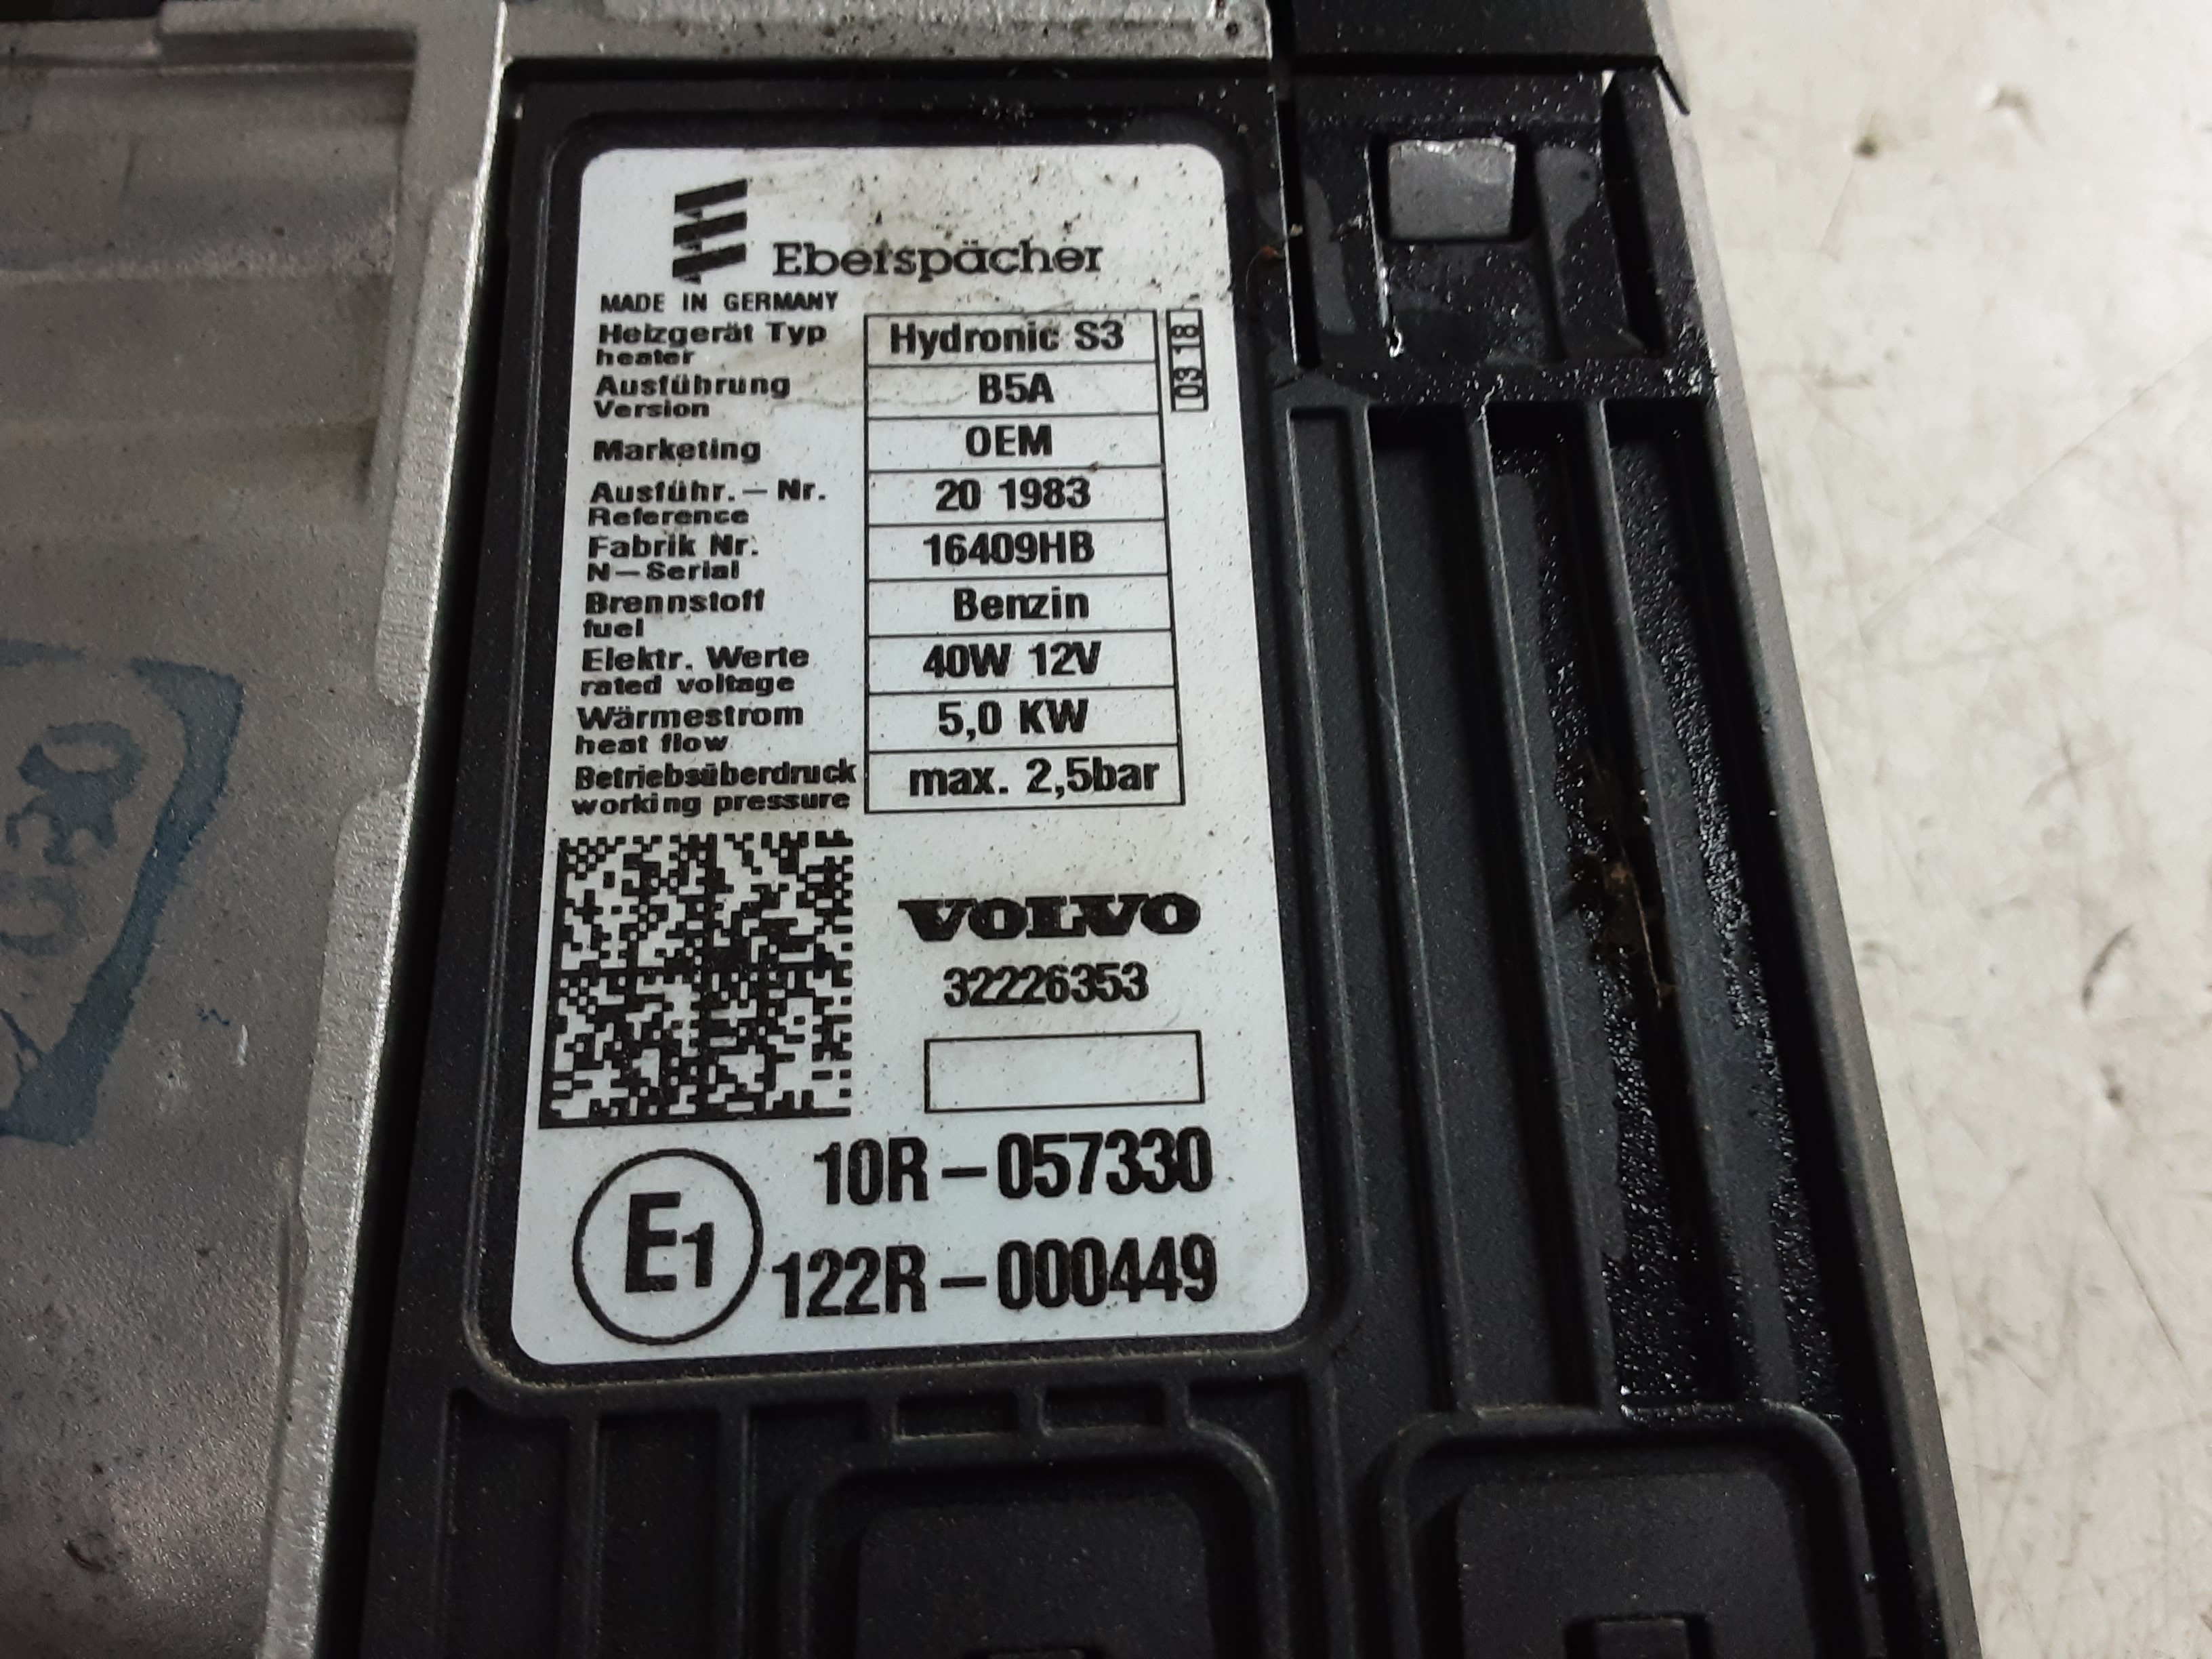 Eberspächer
MADE IN GERMANY
Heizgerät Typ Hydronic S3
heater
03 18
Ausführung B5A
Version
Marketing OEM
Ausführ.-Nr. 20 1983
Reference
Fabrik Nr. 16409HB
N-Serial
Brennstoff Benzin
fuel
Elektr. Werte 40W 12V
rated voltage
Wärmestrom 5,0 KW
heat flow
Betriebsüberdruck max. 2,5bar
working pressure
VOLVO
32226353
10R-057330
E1
122R-000449